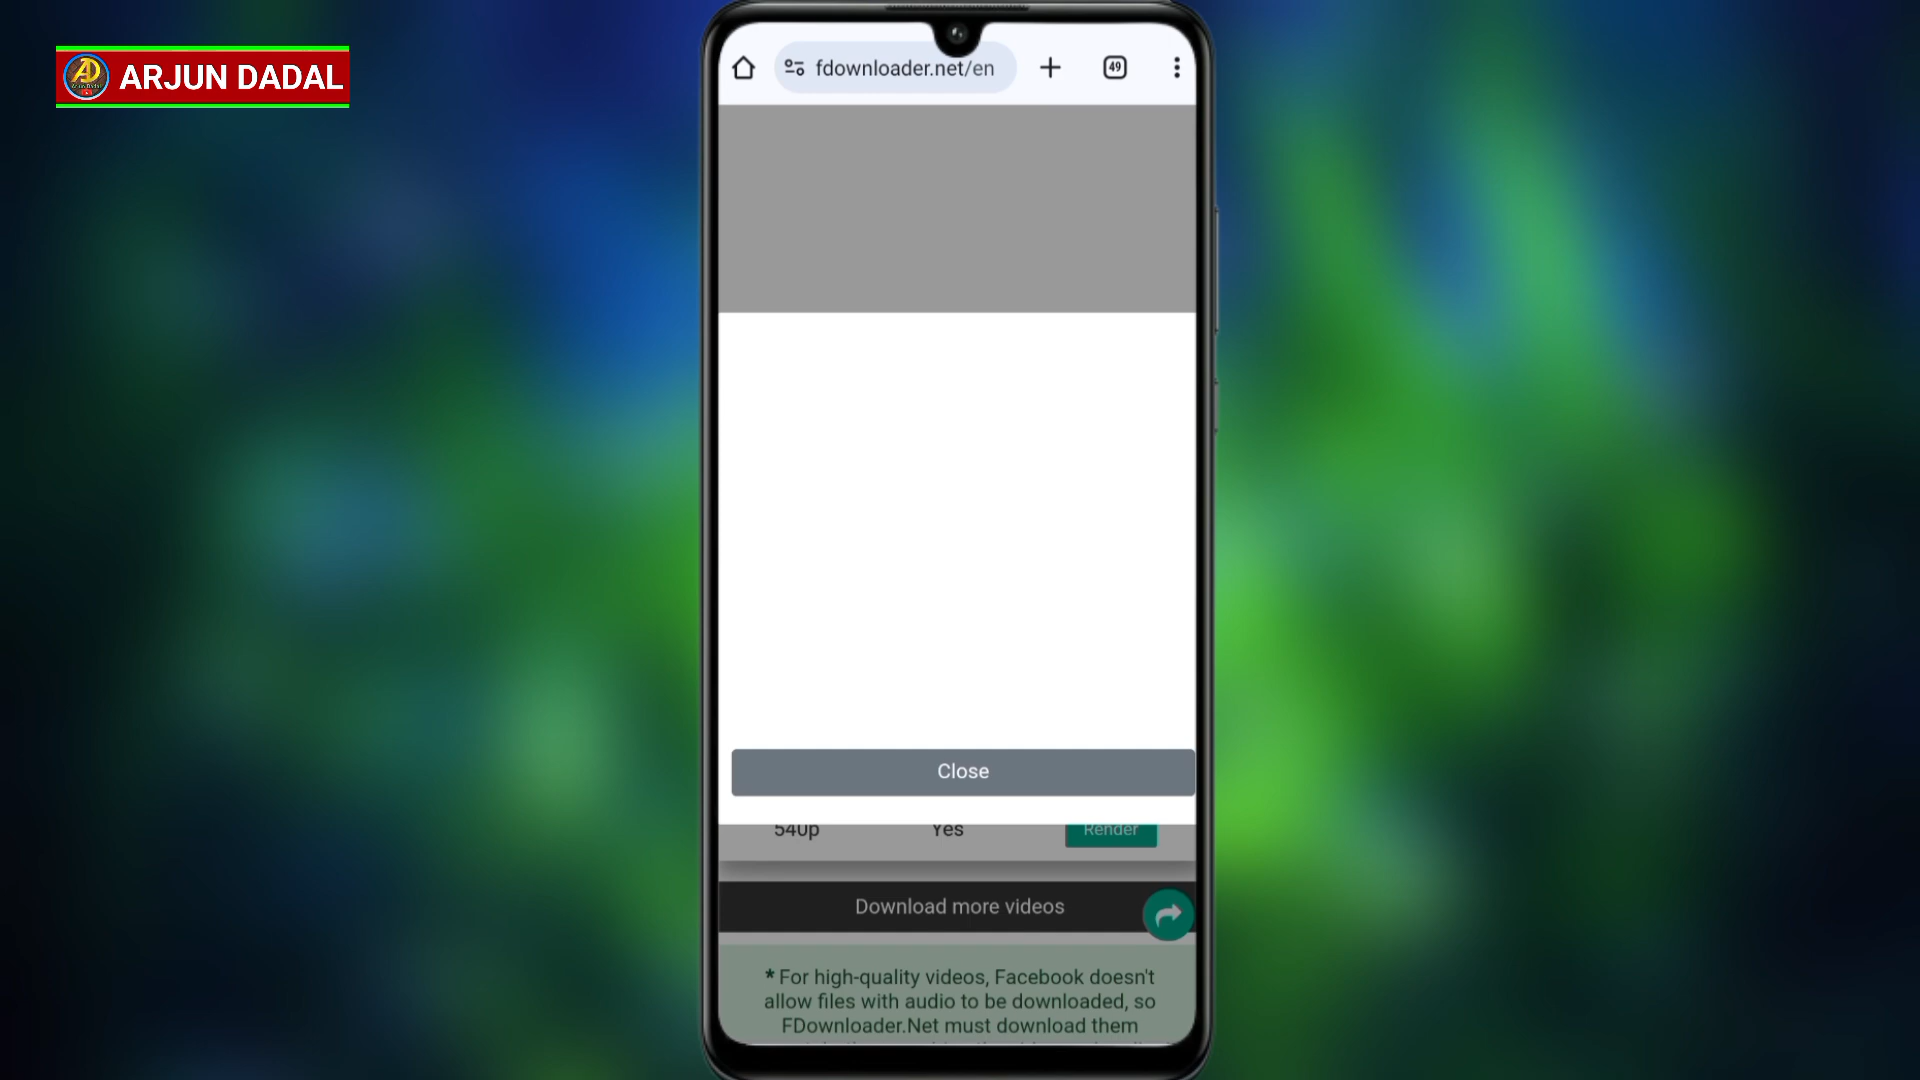 ARJUN DADAL
fdownloader.net/en
49
Close
540p Yes Render
Download more videos
* For high-quality videos, Facebook doesn't
allow files with audio to be downloaded, so
FDownloader.Net must download them